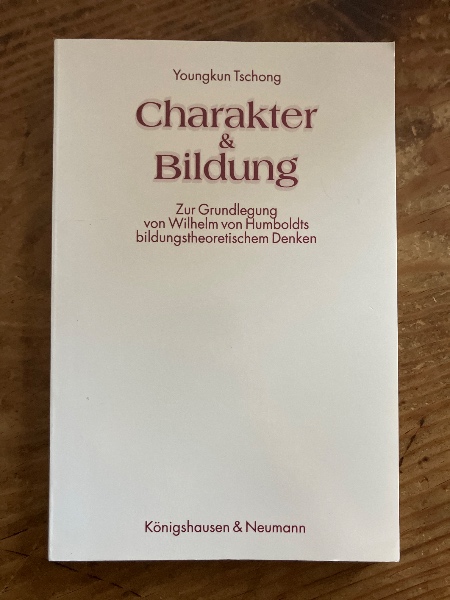 Youngkun Tschong
Charakter
&
Bildung
Zur Grundlegung
von Wilhelm von Humboldts
bildungstheoretischem Denken
Königshausen & Neumann